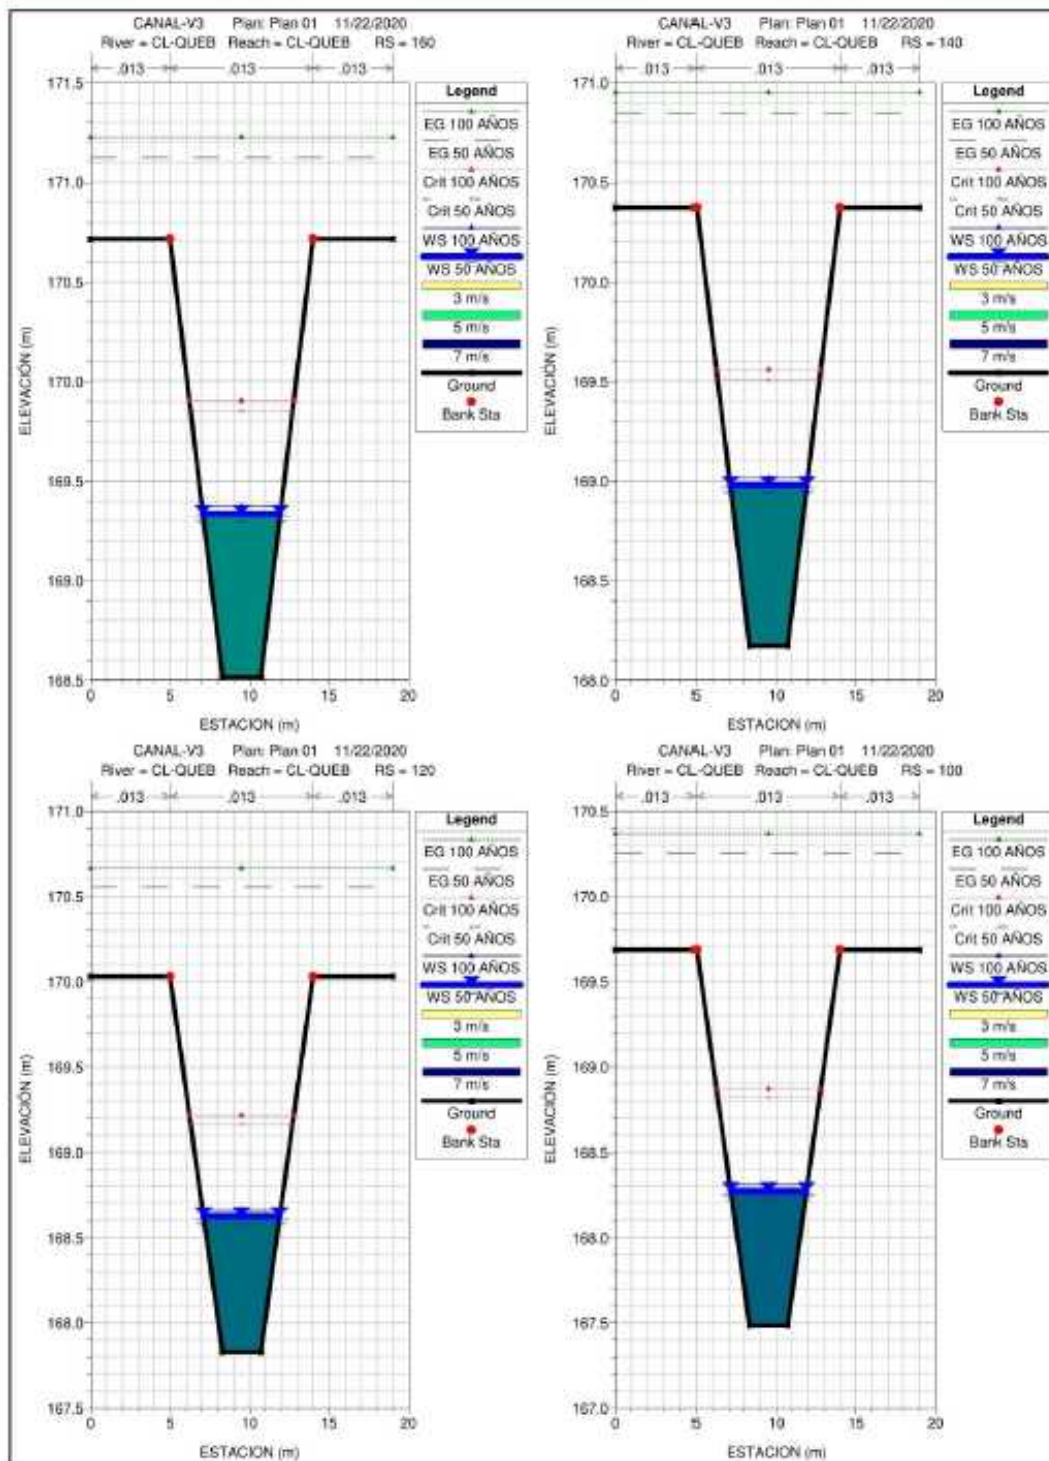 CANAL-V3 Plan: Plan 01 11/22/2020
River = CL-QUEB Reach = CL-QUEB RS = 160
.013 .013 .013
171.5
171.0
170.5
170.0
169.5
169.0
168.5
ELEVACIÓN (m)
0 5 10 15 20
ESTACION (m)
Legend
EG 100 AÑOS
EG 50 AÑOS
Crit 100 AÑOS
Crit 50 AÑOS
WS 100 AÑOS
WS 50 AÑOS
3 m/s
5 m/s
7 m/s
Ground
Bank Sta
CANAL-V3 Plan: Plan 01 11/22/2020
River = CL-QUEB Reach = CL-QUEB RS = 140
.013 .013 .013
171.0
170.5
170.0
169.5
169.0
168.5
168.0
ELEVACIÓN (m)
0 5 10 15 20
ESTACION (m)
Legend
EG 100 AÑOS
EG 50 AÑOS
Crit 100 AÑOS
Crit 50 AÑOS
WS 100 AÑOS
WS 50 AÑOS
3 m/s
5 m/s
7 m/s
Ground
Bank Sta
CANAL-V3 Plan: Plan 01 11/22/2020
River = CL-QUEB Reach = CL-QUEB RS = 120
.013 .013 .013
171.0
170.5
170.0
169.5
169.0
168.5
168.0
167.5
ELEVACIÓN (m)
0 5 10 15 20
ESTACION (m)
Legend
EG 100 AÑOS
EG 50 AÑOS
Crit 100 AÑOS
Crit 50 AÑOS
WS 100 AÑOS
WS 50 AÑOS
3 m/s
5 m/s
7 m/s
Ground
Bank Sta
CANAL-V3 Plan: Plan 01 11/22/2020
River = CL-QUEB Reach = CL-QUEB RS = 100
.013 .013 .013
170.5
170.0
169.5
169.0
168.5
168.0
167.5
167.0
ELEVACIÓN (m)
0 5 10 15 20
ESTACION (m)
Legend
EG 100 AÑOS
EG 50 AÑOS
Crit 100 AÑOS
Crit 50 AÑOS
WS 100 AÑOS
WS 50 AÑOS
3 m/s
5 m/s
7 m/s
Ground
Bank Sta